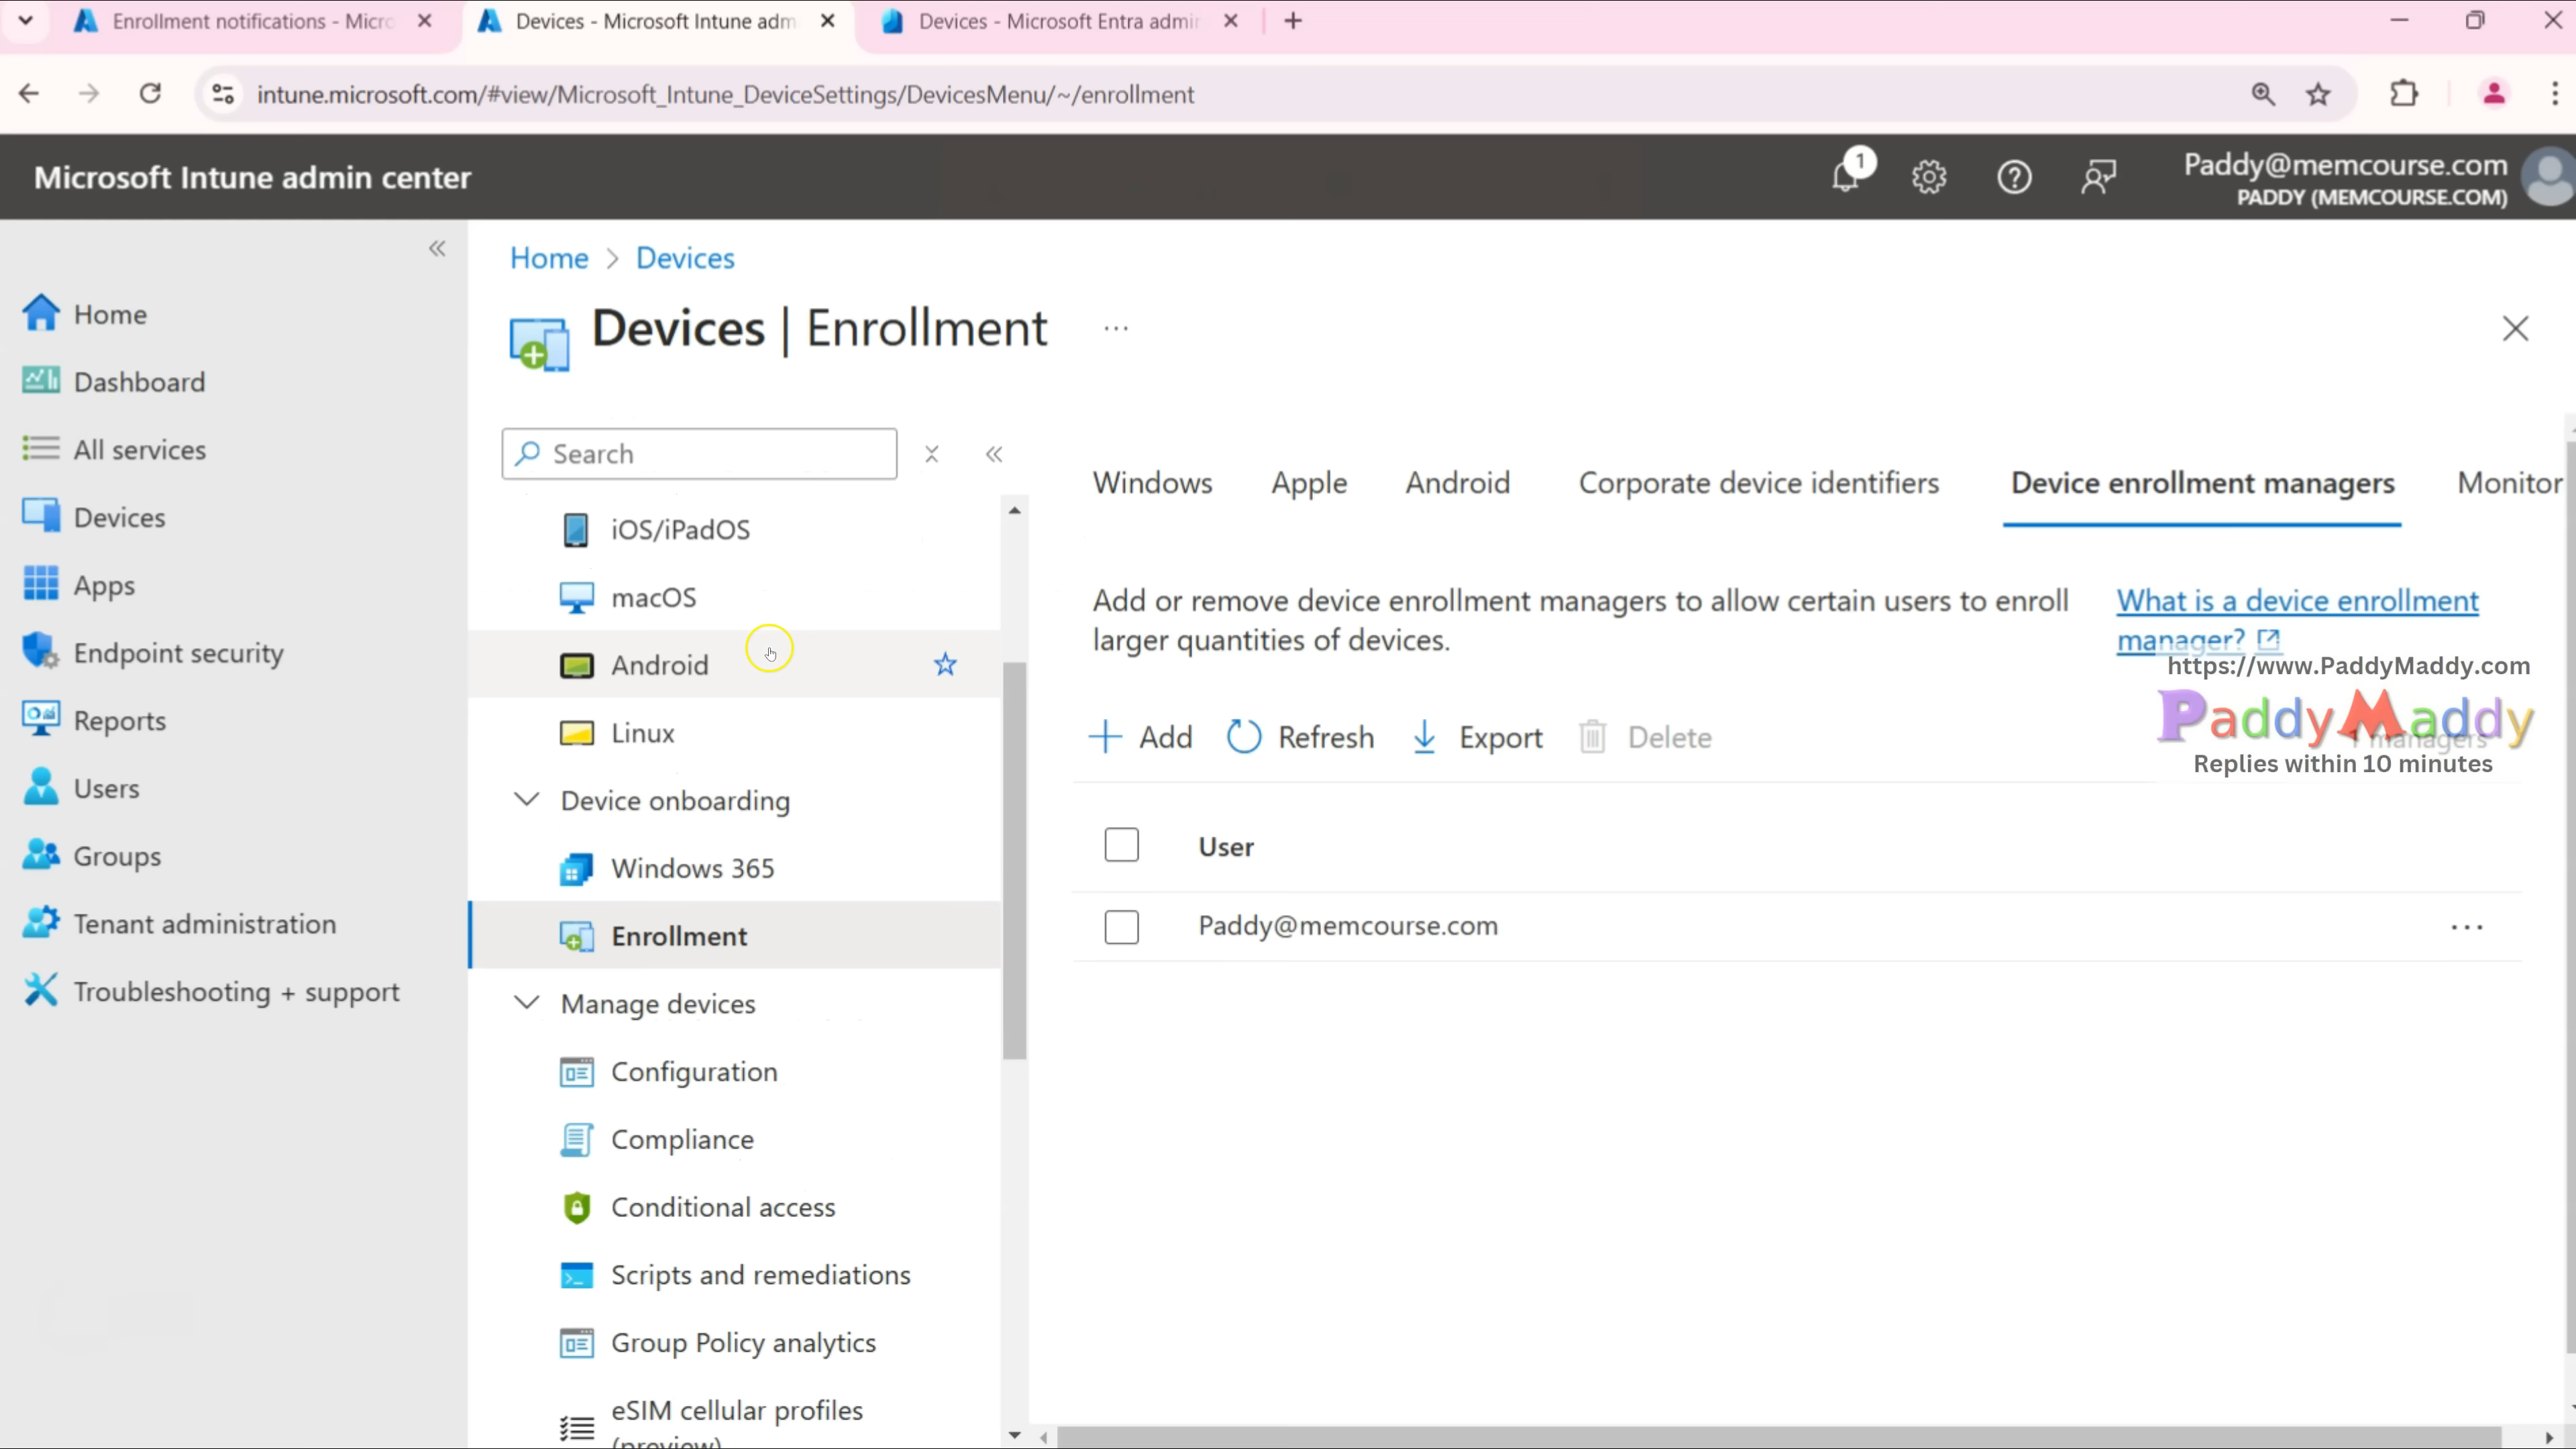 Enrollment notifications - Micro
Devices - Microsoft Intune adm
Devices - Microsoft Entra admin
intune.microsoft.com/#view/Microsoft_Intune_DeviceSettings/DevicesMenu/~/enrollment
Microsoft Intune admin center
1
Paddy@memcourse.com
PADDY (MEMCOURSE.COM)
Home
Dashboard
All services
Devices
Apps
Endpoint security
Reports
Users
Groups
Tenant administration
Troubleshooting + support
Home > Devices
Devices | Enrollment
Search
iOS/iPadOS
macOS
Android
Linux
Device onboarding
Windows 365
Enrollment
Manage devices
Configuration
Compliance
Conditional access
Scripts and remediations
Group Policy analytics
eSIM cellular profiles
(preview)
Windows Apple Android Corporate device identifiers Device enrollment managers Monitor
Add or remove device enrollment managers to allow certain users to enroll
larger quantities of devices.
What is a device enrollment
manager?
https://www.PaddyMaddy.com
PaddyMaddy
managers
Replies within 10 minutes
Add Refresh Export Delete
User
Paddy@memcourse.com